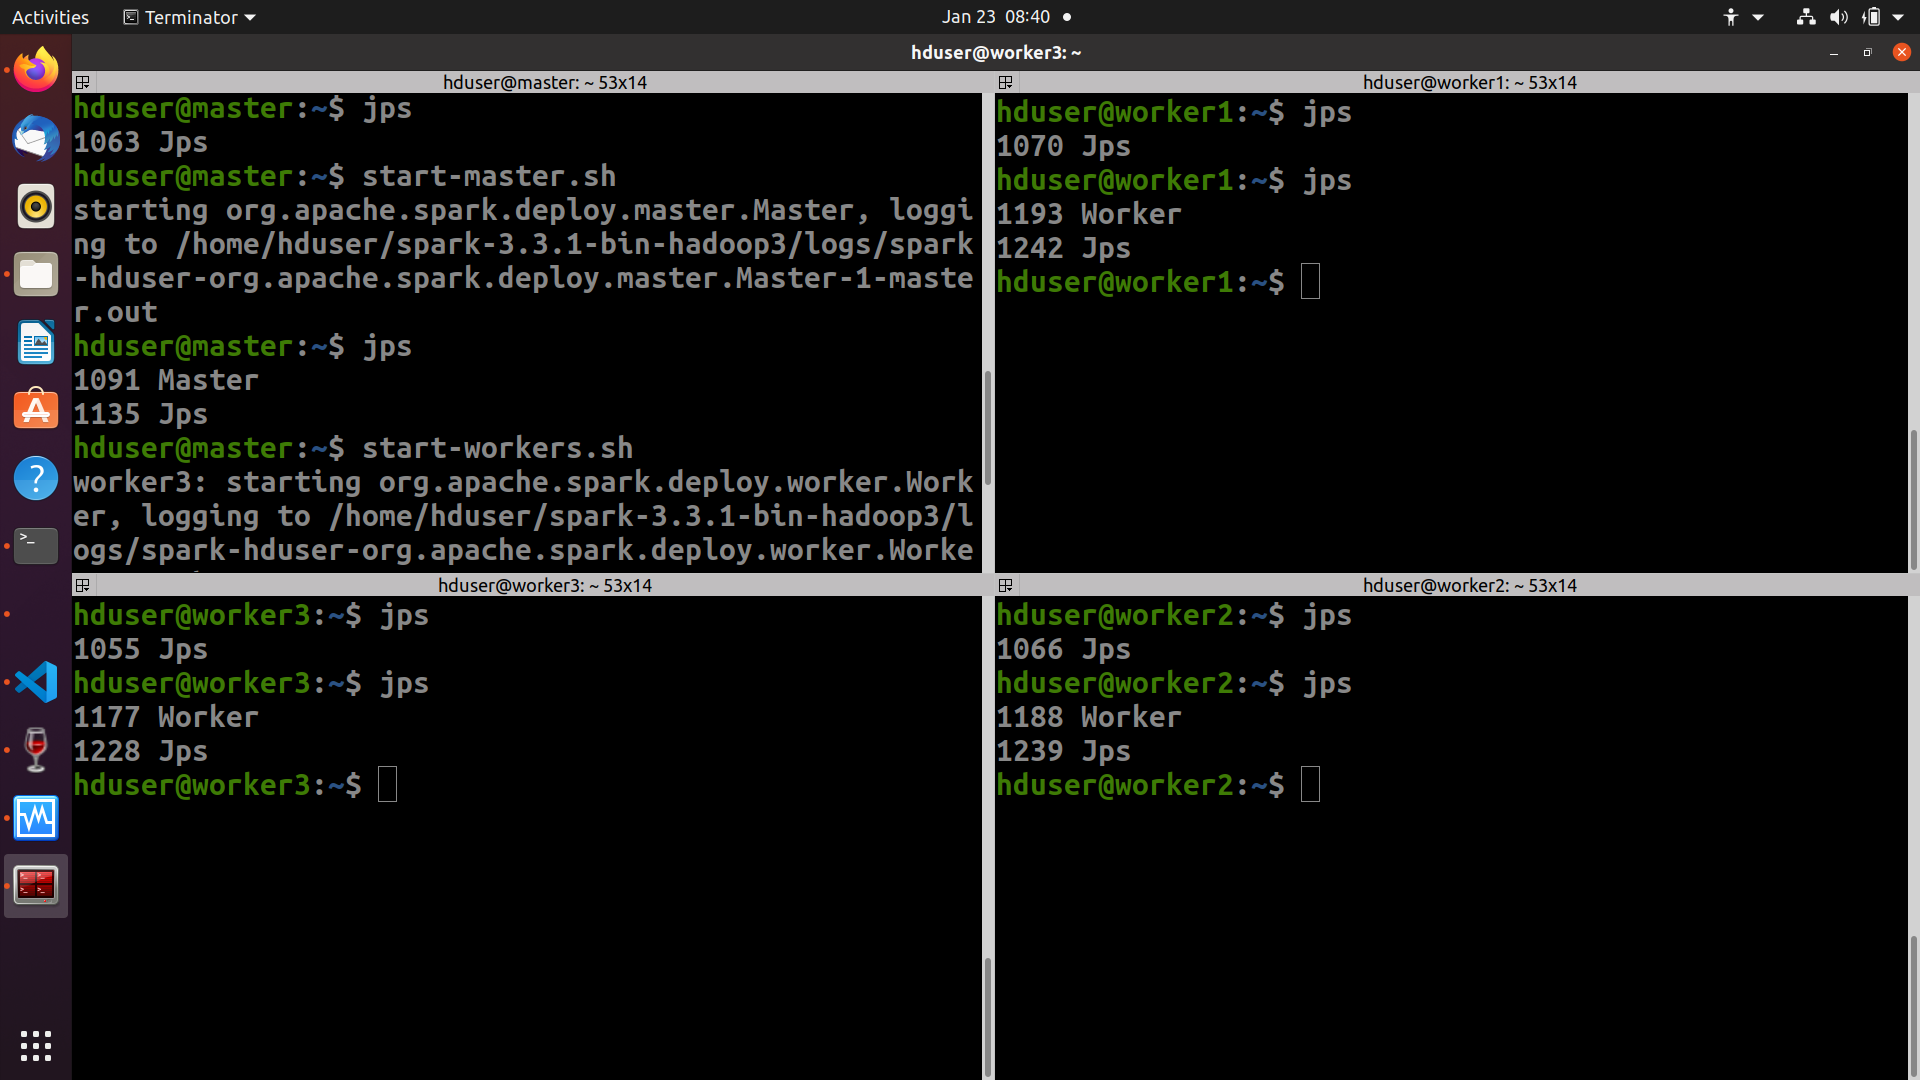 Activities
Terminator
Jan 23 08:40
hduser@worker3: ~
hduser@master: ~ 53x14
hduser@master:~$ jps
1063 Jps
hduser@master:~$ start-master.sh
starting org.apache.spark.deploy.master.Master, loggi
ng to /home/hduser/spark-3.3.1-bin-hadoop3/logs/spark
-hduser-org.apache.spark.deploy.master.Master-1-maste
r.out
hduser@master:~$ jps
1091 Master
1135 Jps
hduser@master:~$ start-workers.sh
worker3: starting org.apache.spark.deploy.worker.Work
er, logging to /home/hduser/spark-3.3.1-bin-hadoop3/l
ogs/spark-hduser-org.apache.spark.deploy.worker.Worke
hduser@worker1: ~ 53x14
hduser@worker1:~$ jps
1070 Jps
hduser@worker1:~$ jps
1193 Worker
1242 Jps
hduser@worker1:~$
hduser@worker3: ~ 53x14
hduser@worker3:~$ jps
1055 Jps
hduser@worker3:~$ jps
1177 Worker
1228 Jps
hduser@worker3:~$
hduser@worker2: ~ 53x14
hduser@worker2:~$ jps
1066 Jps
hduser@worker2:~$ jps
1188 Worker
1239 Jps
hduser@worker2:~$